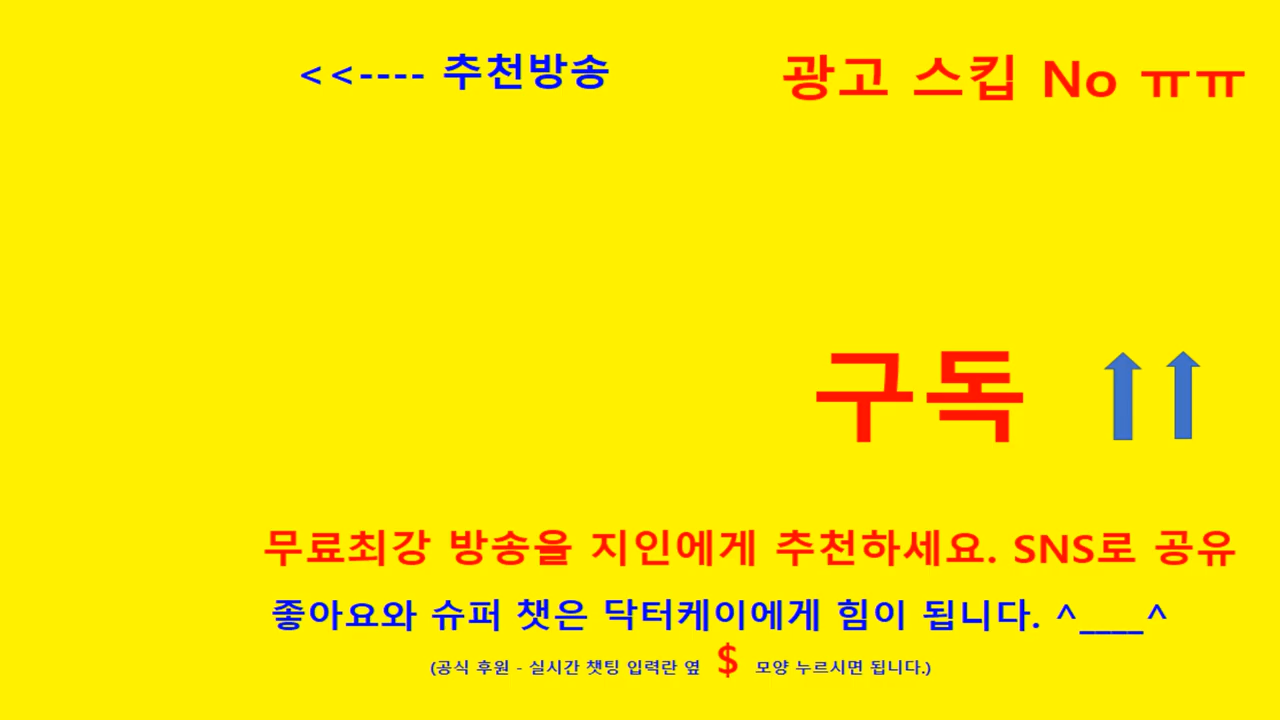 <<---- 추천방송
광고 스킵 No ㅠㅠ
구독
무료최강 방송을 지인에게 추천하세요. SNS로 공유
좋아요와 슈퍼 챗은 닥터케이에게 힘이 됩니다. ^____^
(공식 후원 - 실시간 챗팅 입력란 옆 $ 모양 누르시면 됩니다.)